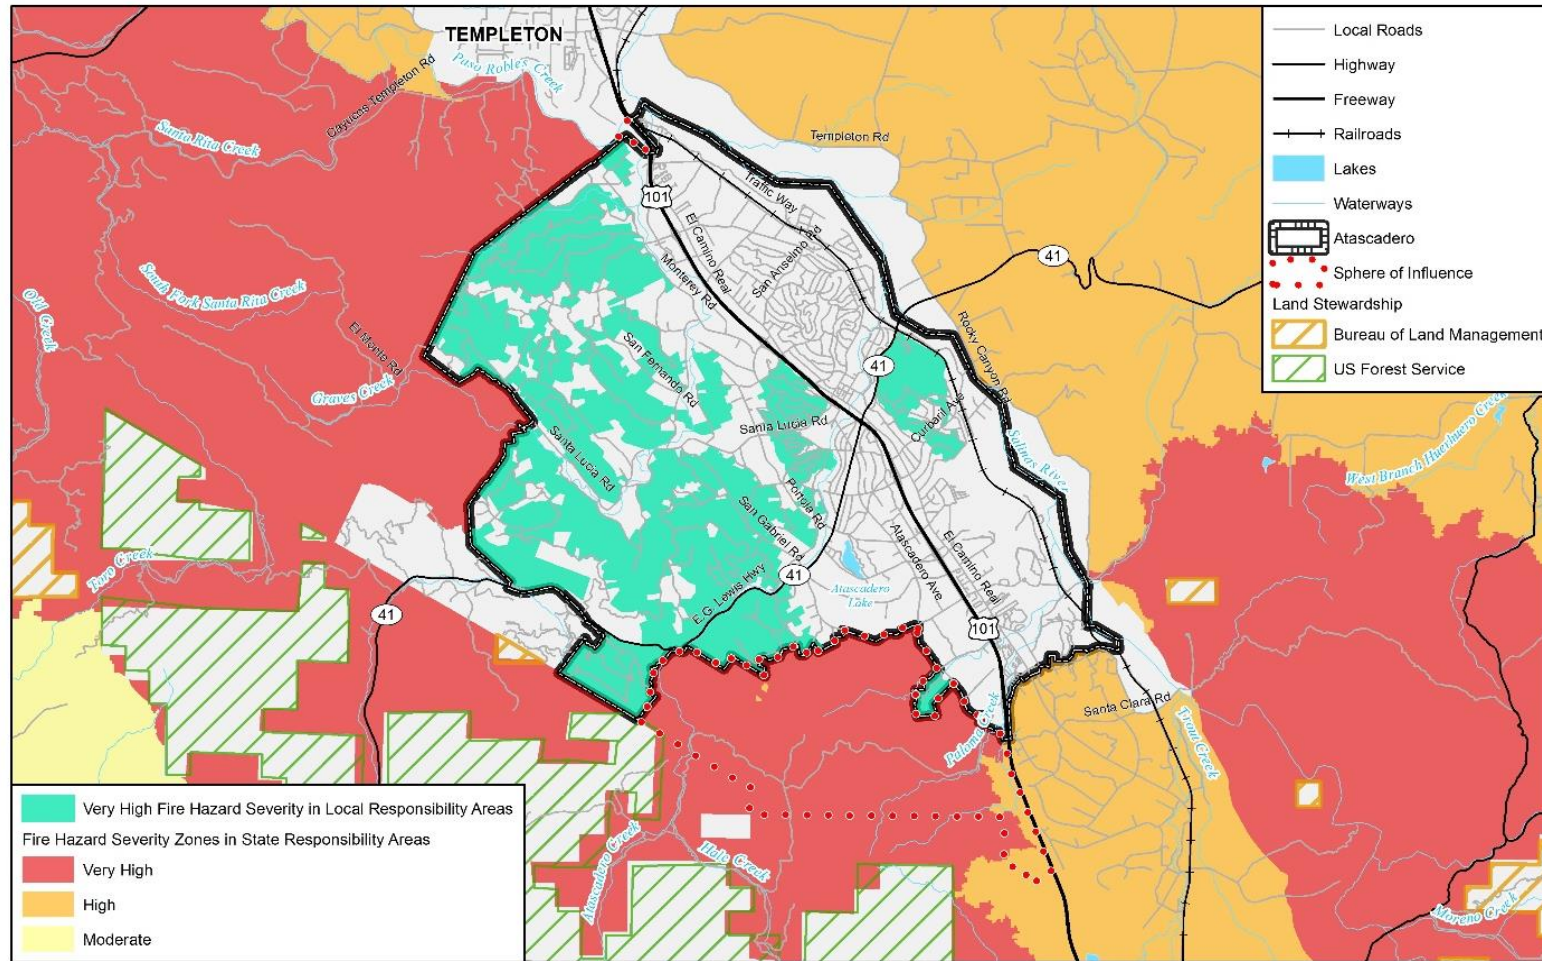 TEMPLETON
Paso Robles Creek
Cayucos Templeton Rd
Santa Rita Creek
Templeton Rd
Traffic Way
101
El Camino Real
San Anselmo Rd
Monterey Rd
41
South Fork Santa Rita Creek
Old Creek
El Monte Rd
Graves Creek
Rocky Canyon Rd
San Fernando Rd
41
Curbaril Ave
Santa Lucia Rd
Santa Lucia Rd
Salinas River
West Branch Huerhuero Creek
Portola Rd
San Gabriel Rd
Atascadero Ave
El Camino Real
Toro Creek
E.G. Lewis Hwy
41
Atascadero
Lake
41
101
Santa Clara Rd
Paloma Creek
Trout Creek
Atascadero Creek
Hale Creek
Moreno Creek
Local Roads
Highway
Freeway
Railroads
Lakes
Waterways
Atascadero
Sphere of Influence
Land Stewardship
Bureau of Land Management
US Forest Service
Very High Fire Hazard Severity in Local Responsibility Areas
Fire Hazard Severity Zones in State Responsibility Areas
Very High
High
Moderate